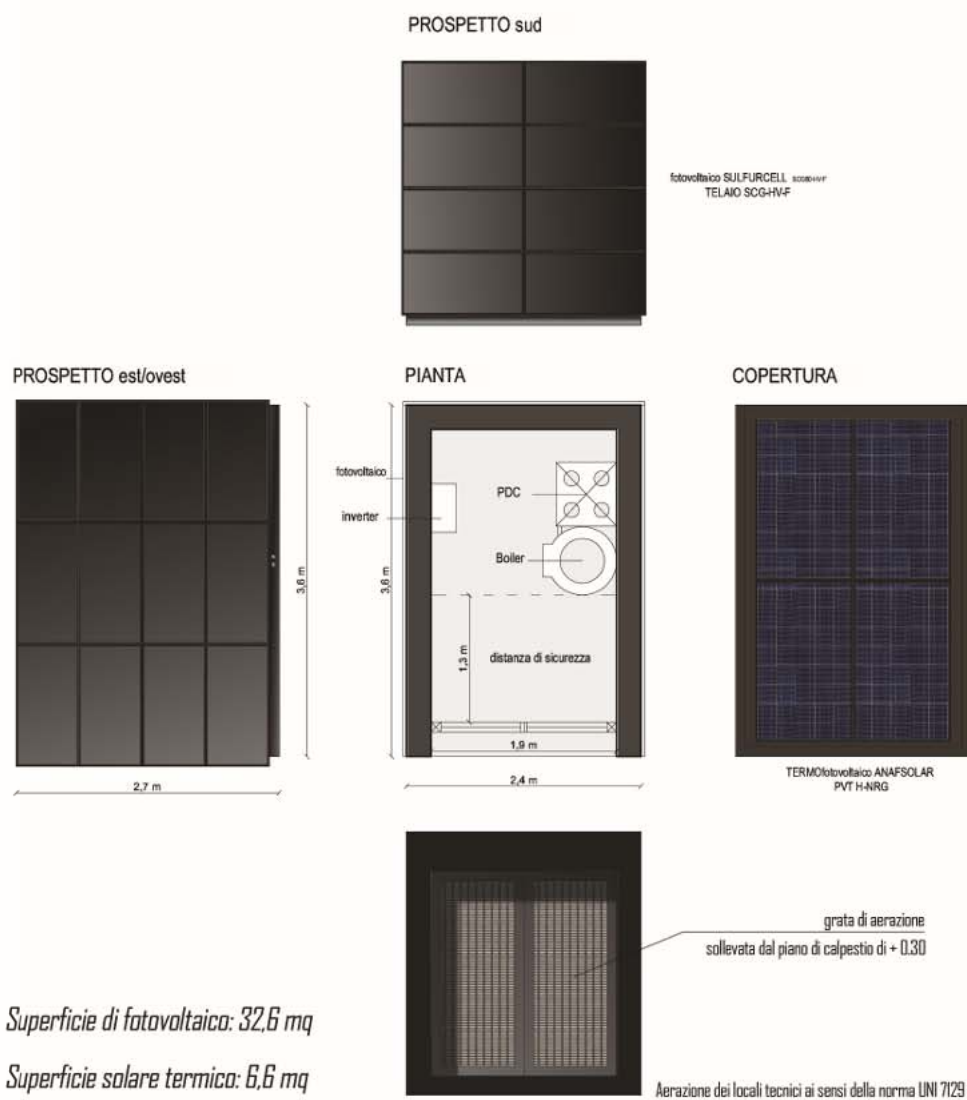 PROSPETTO sud
fotovoltaico SULFURCELL
TELAIO SCG-HV-F
PROSPETTO est/ovest
PIANTA
COPERTURA
fotovoltaico
inverter
PDC
Boiler
3,6 m
3,6 m
1,3 m
distanza di sicurezza
1,9 m
2,7 m
2,4 m
TERMOfotovoltaico ANAFSOLAR
PVT H-NRG
grata di aerazione
sollevata dal piano di calpestio di + 0.30
Superficie di fotovoltaico: 32,6 mq
Superficie solare termico: 6,6 mq
Aerazione dei locali tecnici ai sensi della norma UNI 7129